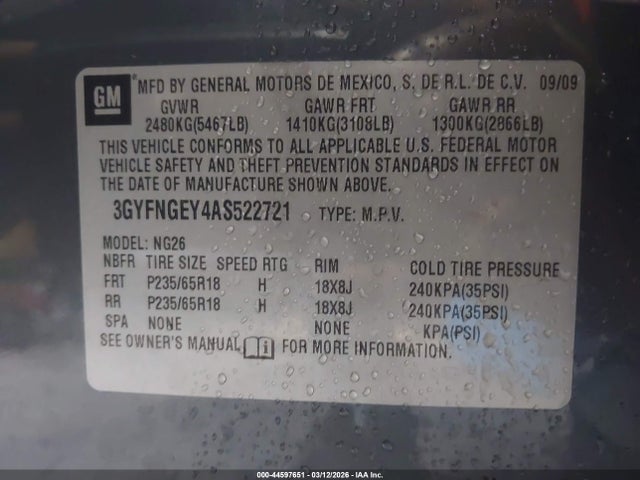 GM
MFD BY GENERAL MOTORS DE MEXICO, S. DE R.L. DE C.V. 09/09
GVWR GAWR FRT GAWR RR
2480KG(5467LB) 1410KG(3108LB) 1300KG(2866LB)
THIS VEHICLE CONFORMS TO ALL APPLICABLE U.S. FEDERAL MOTOR
VEHICLE SAFETY AND THEFT PREVENTION STANDARDS IN EFFECT ON
THE DATE OF MANUFACTURE SHOWN ABOVE.
3GYFNGEY4AS522721 TYPE: M.P.V.
MODEL: NG26
NBFR TIRE SIZE SPEED RTG RIM COLD TIRE PRESSURE
FRT P235/65R18 H 18X8J 240KPA(35PSI)
RR P235/65R18 H 18X8J 240KPA(35PSI)
SPA NONE NONE KPA(PSI)
SEE OWNER'S MANUAL FOR MORE INFORMATION.
000-44597651 - 03/12/2026 - IAA Inc.